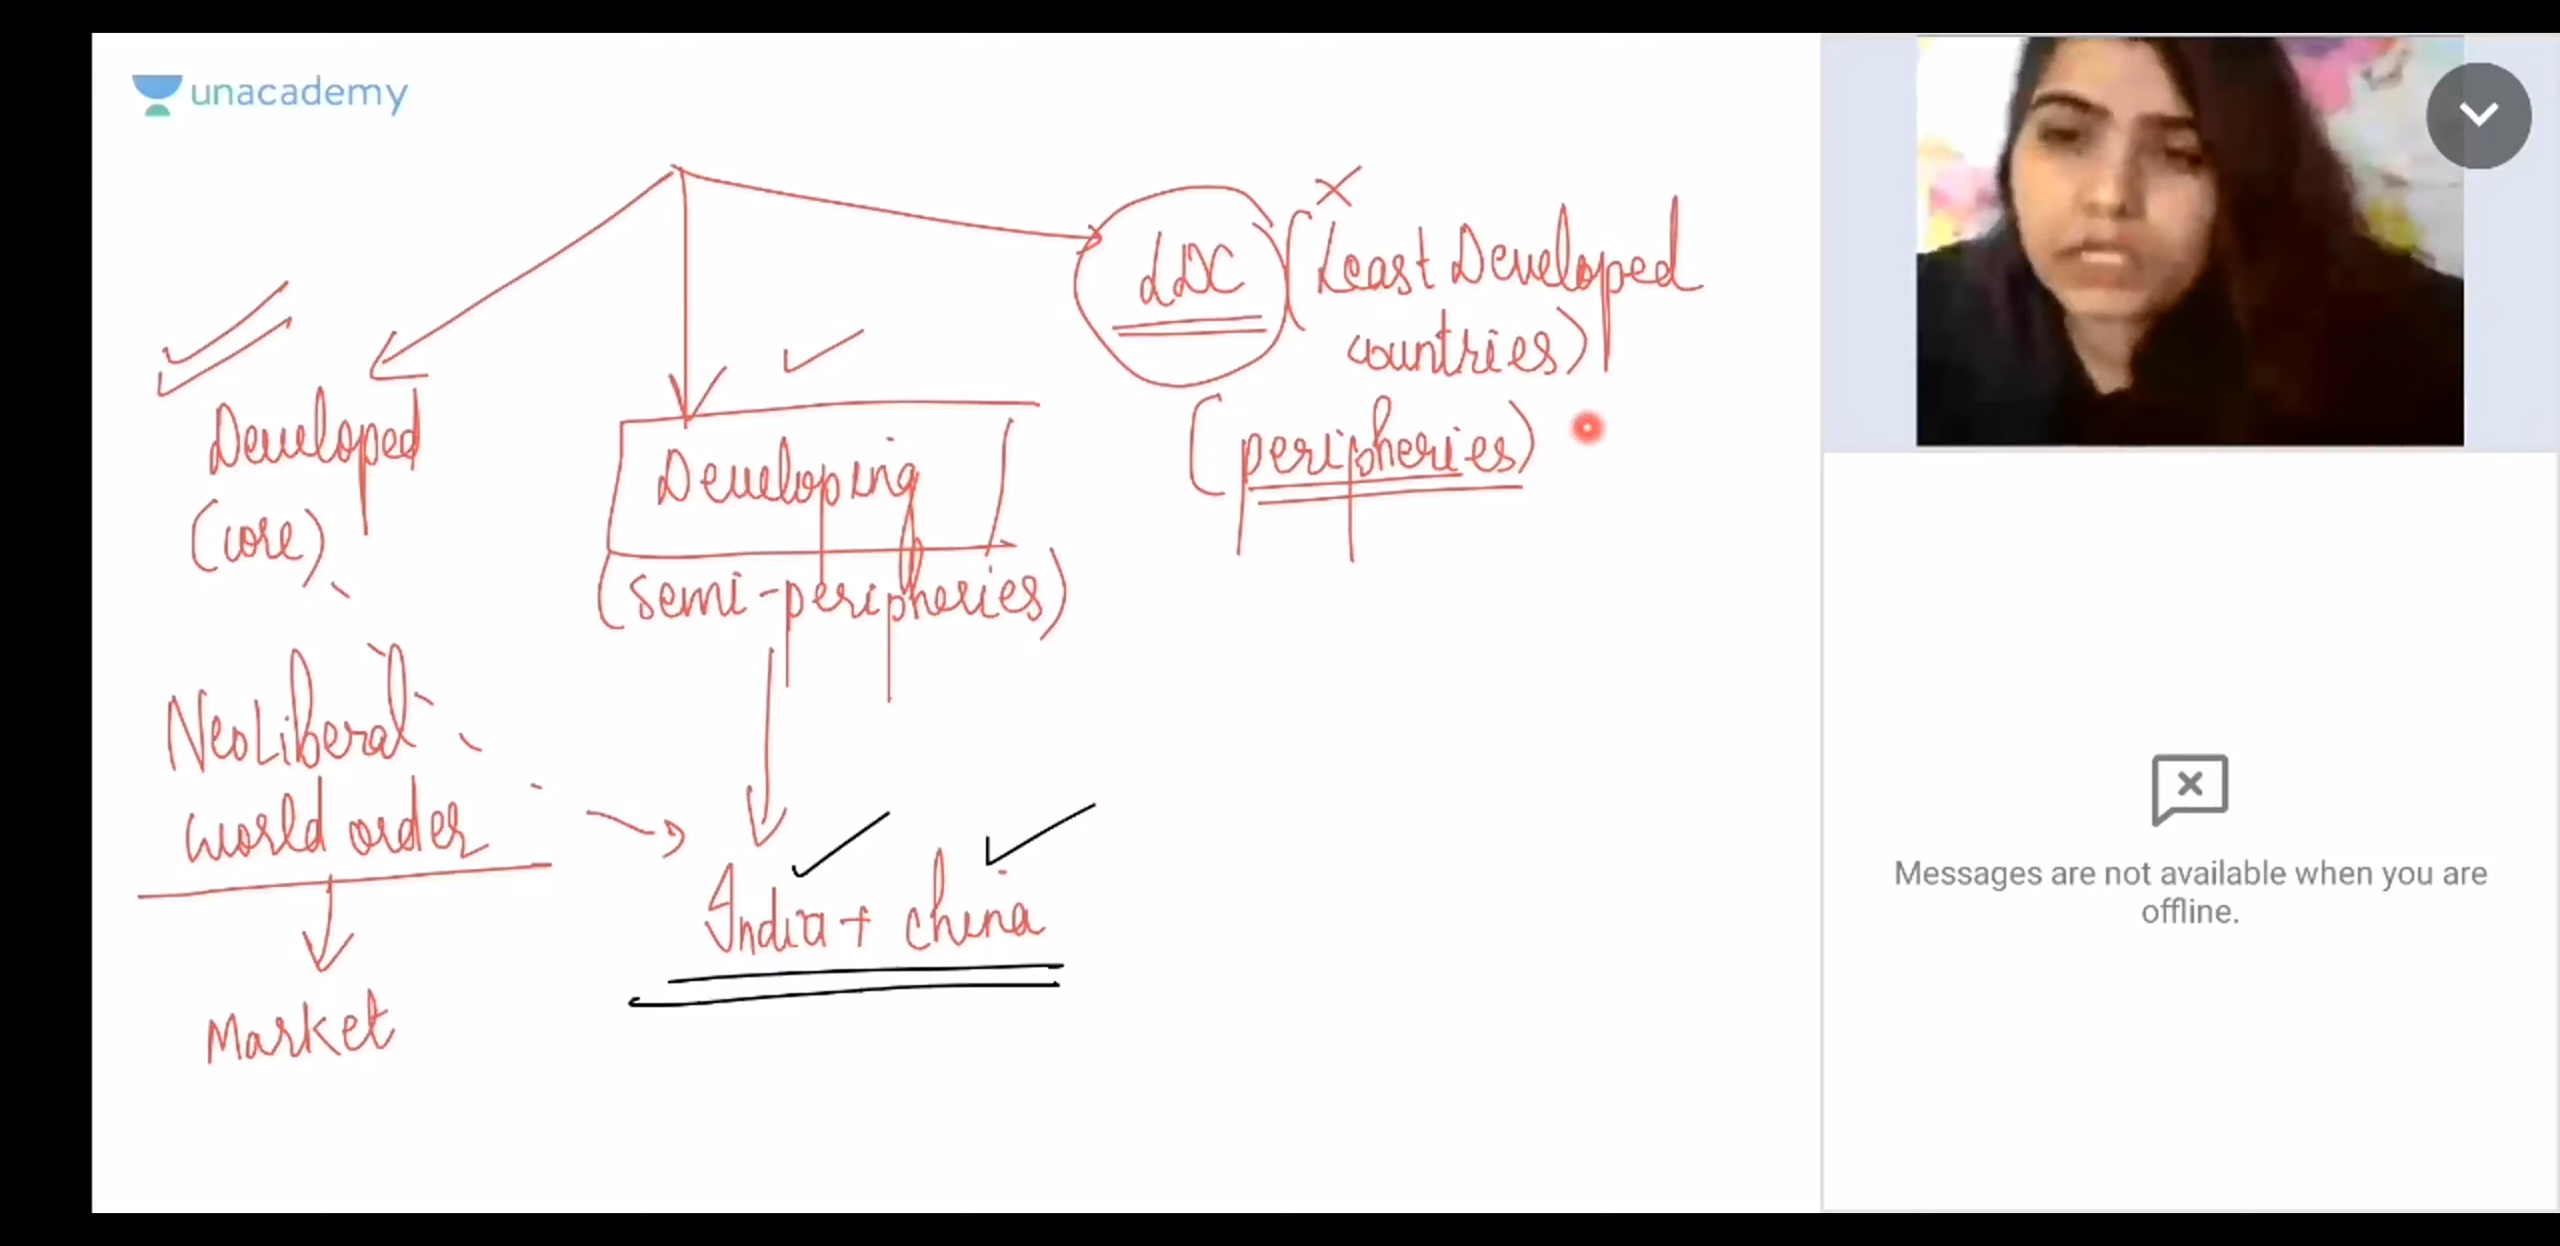 unacademy
LDC (Least Developed
countries)
(peripheries)
Developed
(core)
Developing
(semi-peripheries)
NeoLiberal
world order
Market
India + china
Messages are not available when you are
offline.